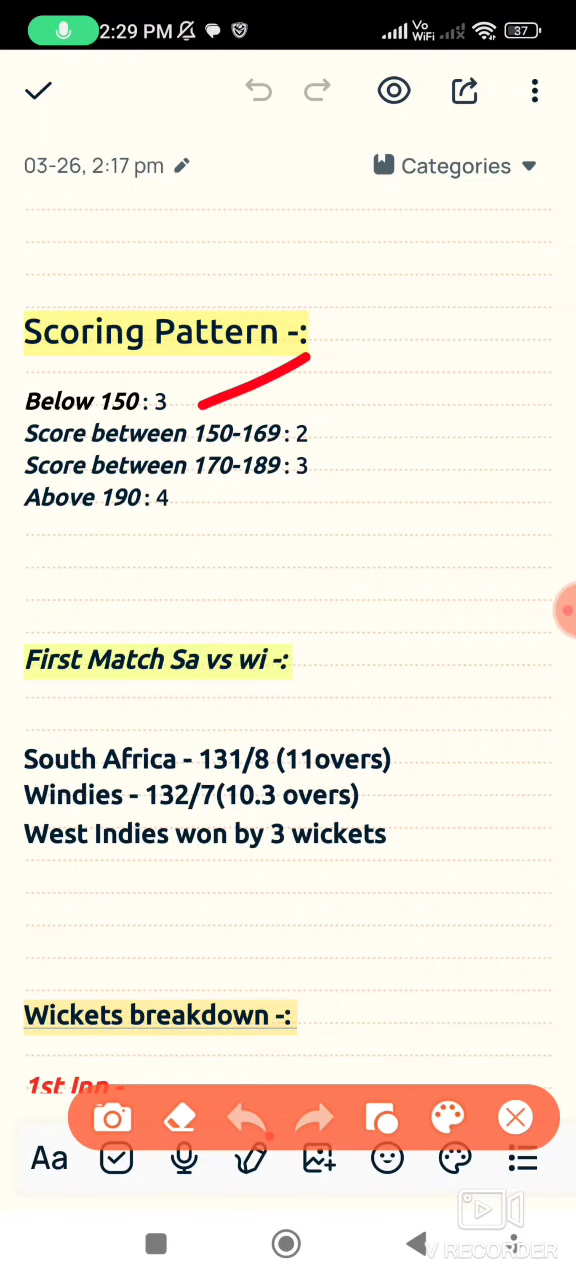 2:29 PM
Vo
WiFi
37
03-26, 2:17 pm
Categories
Scoring Pattern -:
Below 150 : 3
Score between 150-169 : 2
Score between 170-189 : 3
Above 190 : 4
First Match Sa vs wi -:
South Africa - 131/8 (11overs)
Windies - 132/7(10.3 overs)
West Indies won by 3 wickets
Wickets breakdown -:
1st Inn -
Aa
V RECORDER